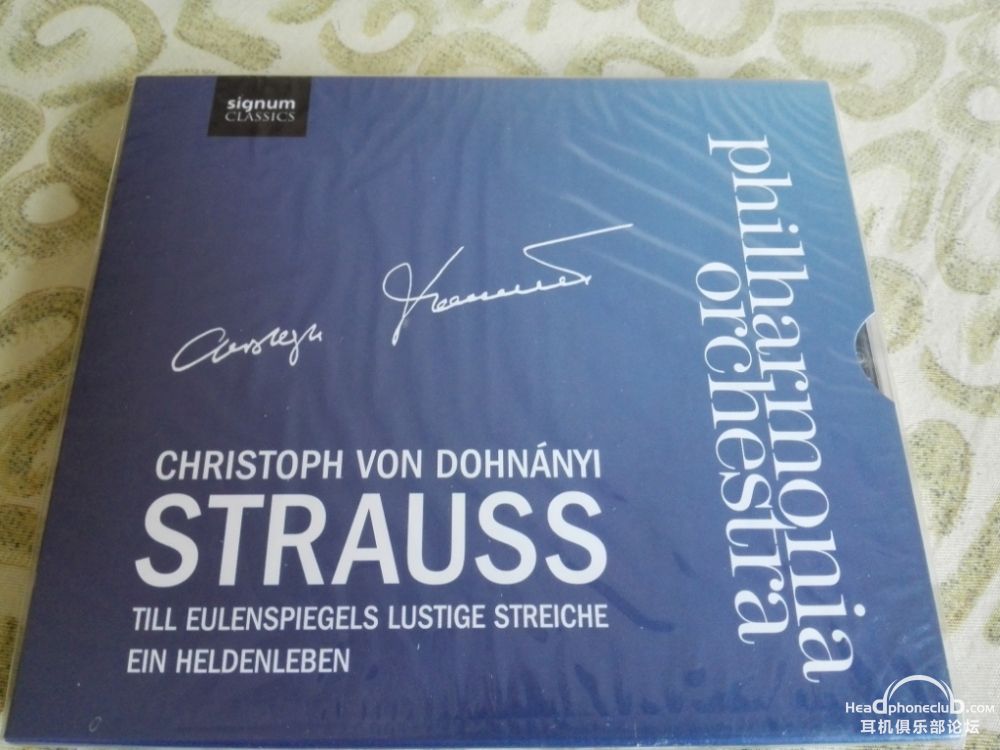 signum
CLASSICS
philharmonia
orchestra
CHRISTOPH VON DOHNÁNYI
STRAUSS
TILL EULENSPIEGELS LUSTIGE STREICHE
EIN HELDENLEBEN
HeadphoneclubD.com
耳机俱乐部论坛